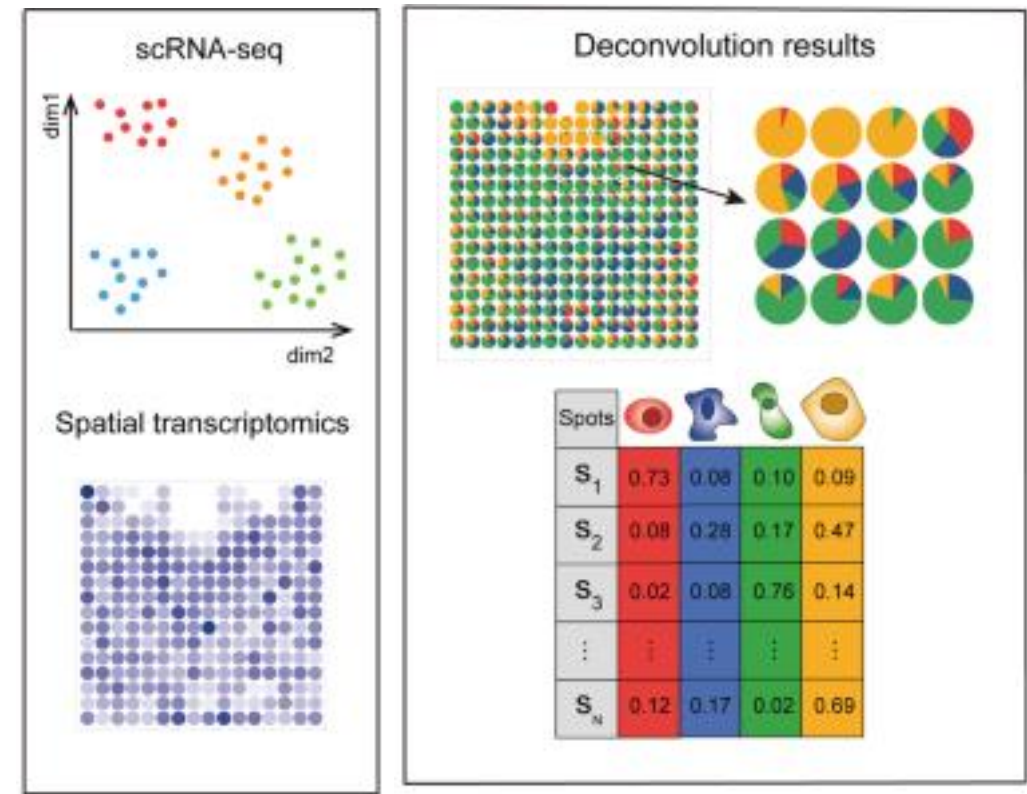 scRNA-seq
dim1
dim2
Spatial transcriptomics
Deconvolution results
Spots
S1 0.73 0.08 0.10 0.09
S2 0.08 0.28 0.17 0.47
S3 0.02 0.08 0.76 0.14
⋮ ⋮ ⋮ ⋮ ⋮
SN 0.12 0.17 0.02 0.69